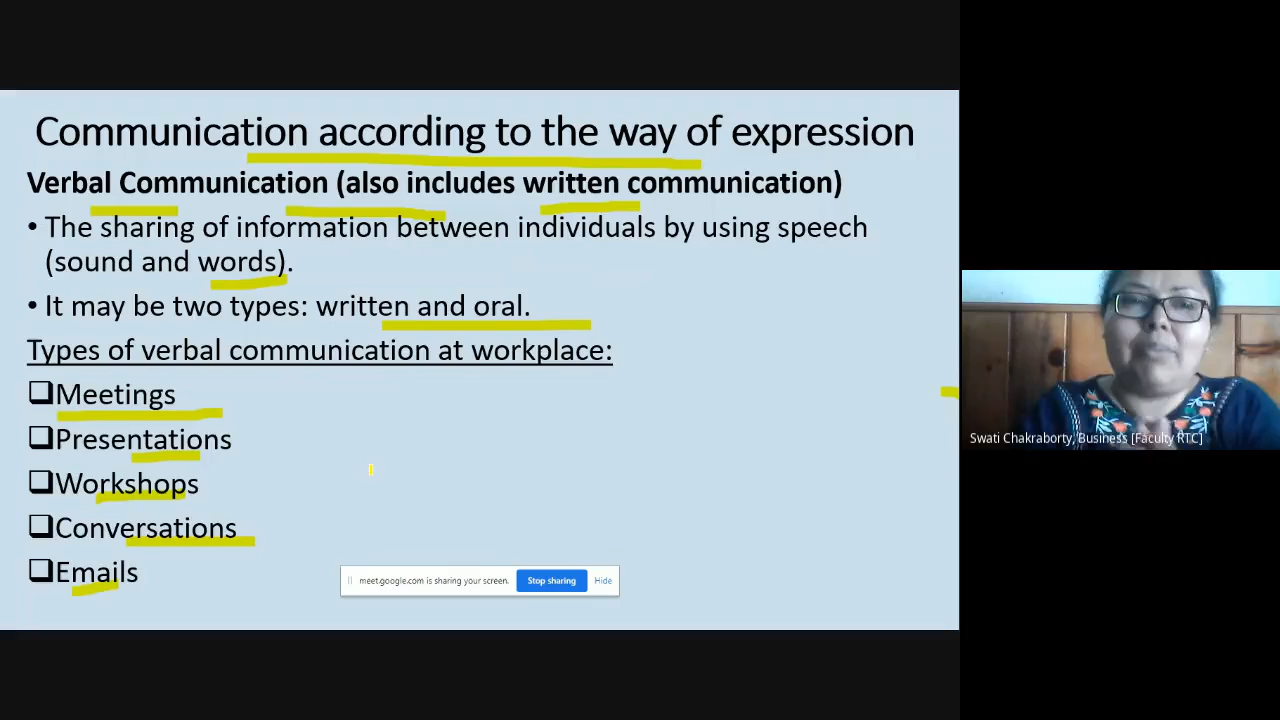 Communication according to the way of expression
Verbal Communication (also includes written communication)
• The sharing of information between individuals by using speech
(sound and words).
• It may be two types: written and oral.
Types of verbal communication at workplace:
❑Meetings
❑Presentations
❑Workshops
❑Conversations
❑Emails
meet.google.com is sharing your screen. Stop sharing Hide
Swati Chakraborty, Business [Faculty RTC]